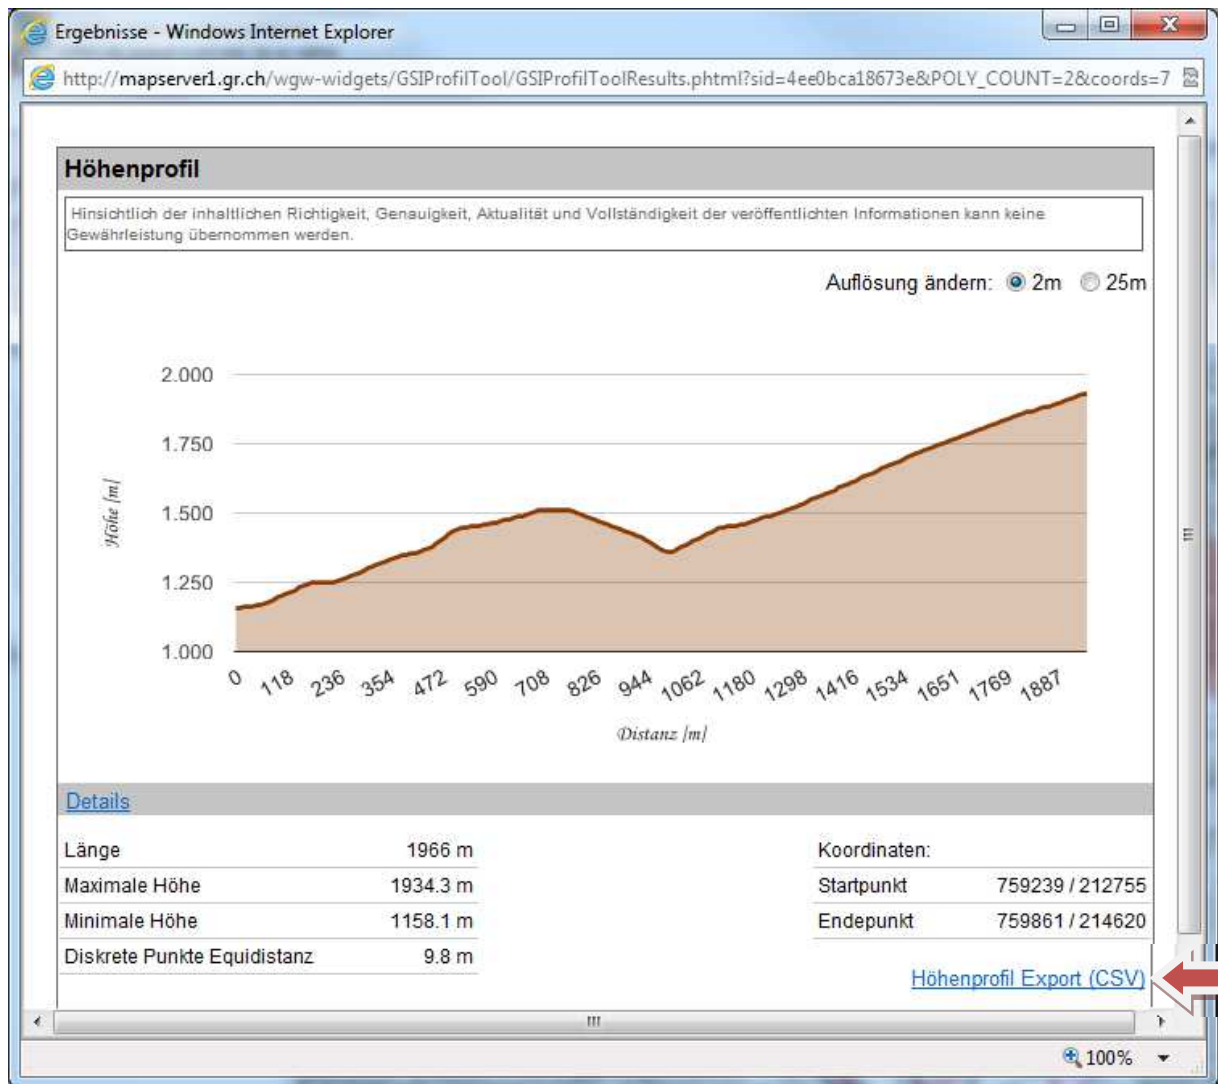 Ergebnisse - Windows Internet Explorer
http://mapserver1.gr.ch/wgw-widgets/GSIProfilTool/GSIProfilToolResults.phtml?sid=4ee0bca18673e&POLY_COUNT=2&coords=7
Höhenprofil
Hinsichtlich der inhaltlichen Richtigkeit, Genauigkeit, Aktualität und Vollständigkeit der veröffentlichten Informationen kann keine
Gewährleistung übernommen werden.
Auflösung ändern: 2m 25m
2.000
1.750
1.500
1.250
1.000
Höhe [m]
0 118 236 354 472 590 708 826 944 1062 1180 1298 1416 1534 1651 1769 1887
Distanz [m]
Details
Länge 1966 m
Maximale Höhe 1934.3 m
Minimale Höhe 1158.1 m
Diskrete Punkte Equidistanz 9.8 m
Koordinaten:
Startpunkt 759239 / 212755
Endepunkt 759861 / 214620
Höhenprofil Export (CSV)
100%